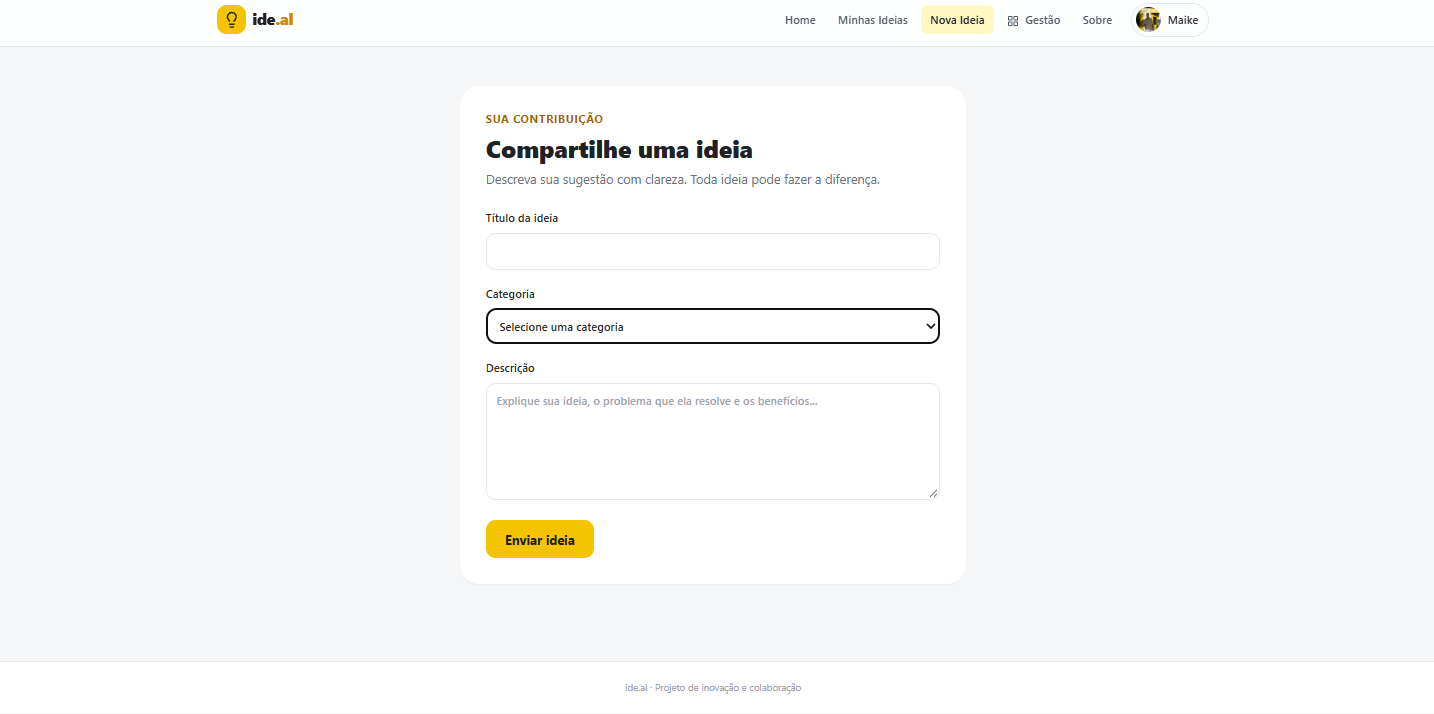 ide.al
Home
Minhas Ideias
Nova Ideia
Gestão
Sobre
Maike
SUA CONTRIBUIÇÃO
Compartilhe uma ideia
Descreva sua sugestão com clareza. Toda ideia pode fazer a diferença.
Título da ideia
Categoria
Selecione uma categoria
Descrição
Explique sua ideia, o problema que ela resolve e os benefícios...
Enviar ideia
ide.al · Projeto de inovação e colaboração